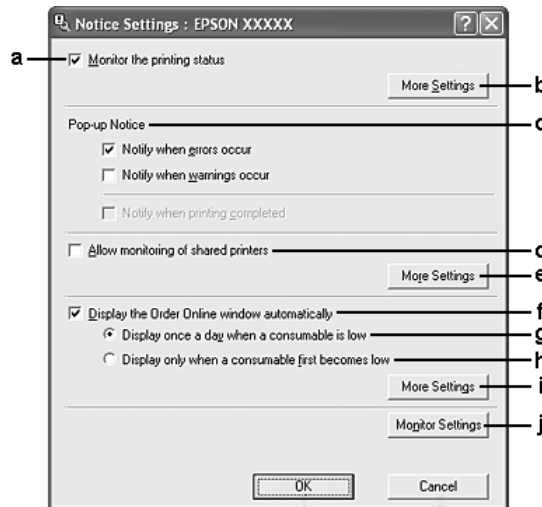 Notice Settings : EPSON XXXXX
a
Monitor the printing status
More Settings
b
Pop-up Notice
c
Notify when errors occur
Notify when warnings occur
Notify when printing completed
Allow monitoring of shared printers
d
More Settings
e
Display the Order Online window automatically
f
Display once a day when a consumable is low
g
Display only when a consumable first becomes low
h
More Settings
i
Monitor Settings
j
OK
Cancel